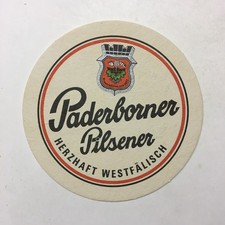 Paderborner
Pilsener
HERZHAFT WESTFÄLISCH